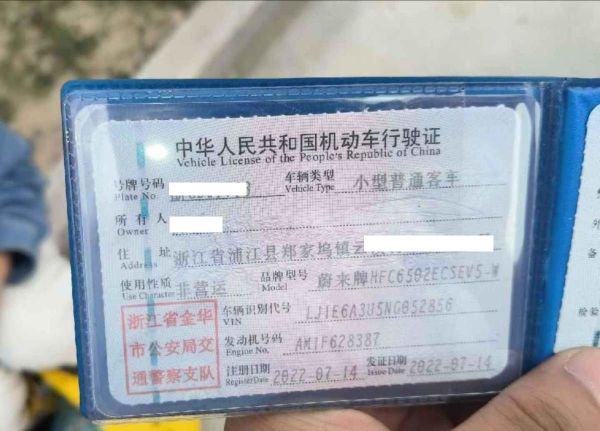 中华人民共和国机动车行驶证
Vehicle License of the People's Republic of China
号牌号码 Plate No.
车辆类型 Vehicle Type 小型普通客车
所有人
住址 浙江省浦江县郑家坞镇
使用性质 Use Character 非营运
品牌型号 Model 蔚来牌HFC6502ECSEV5-W
浙江省金华
市公安局交
通警察支队
车辆识别代号 VIN LJ1E6A3U5NG052856
发动机号码 Engine No. AM1F628387
注册日期 Register Date 2022-07-14
发证日期 Issue Date 2022-07-14